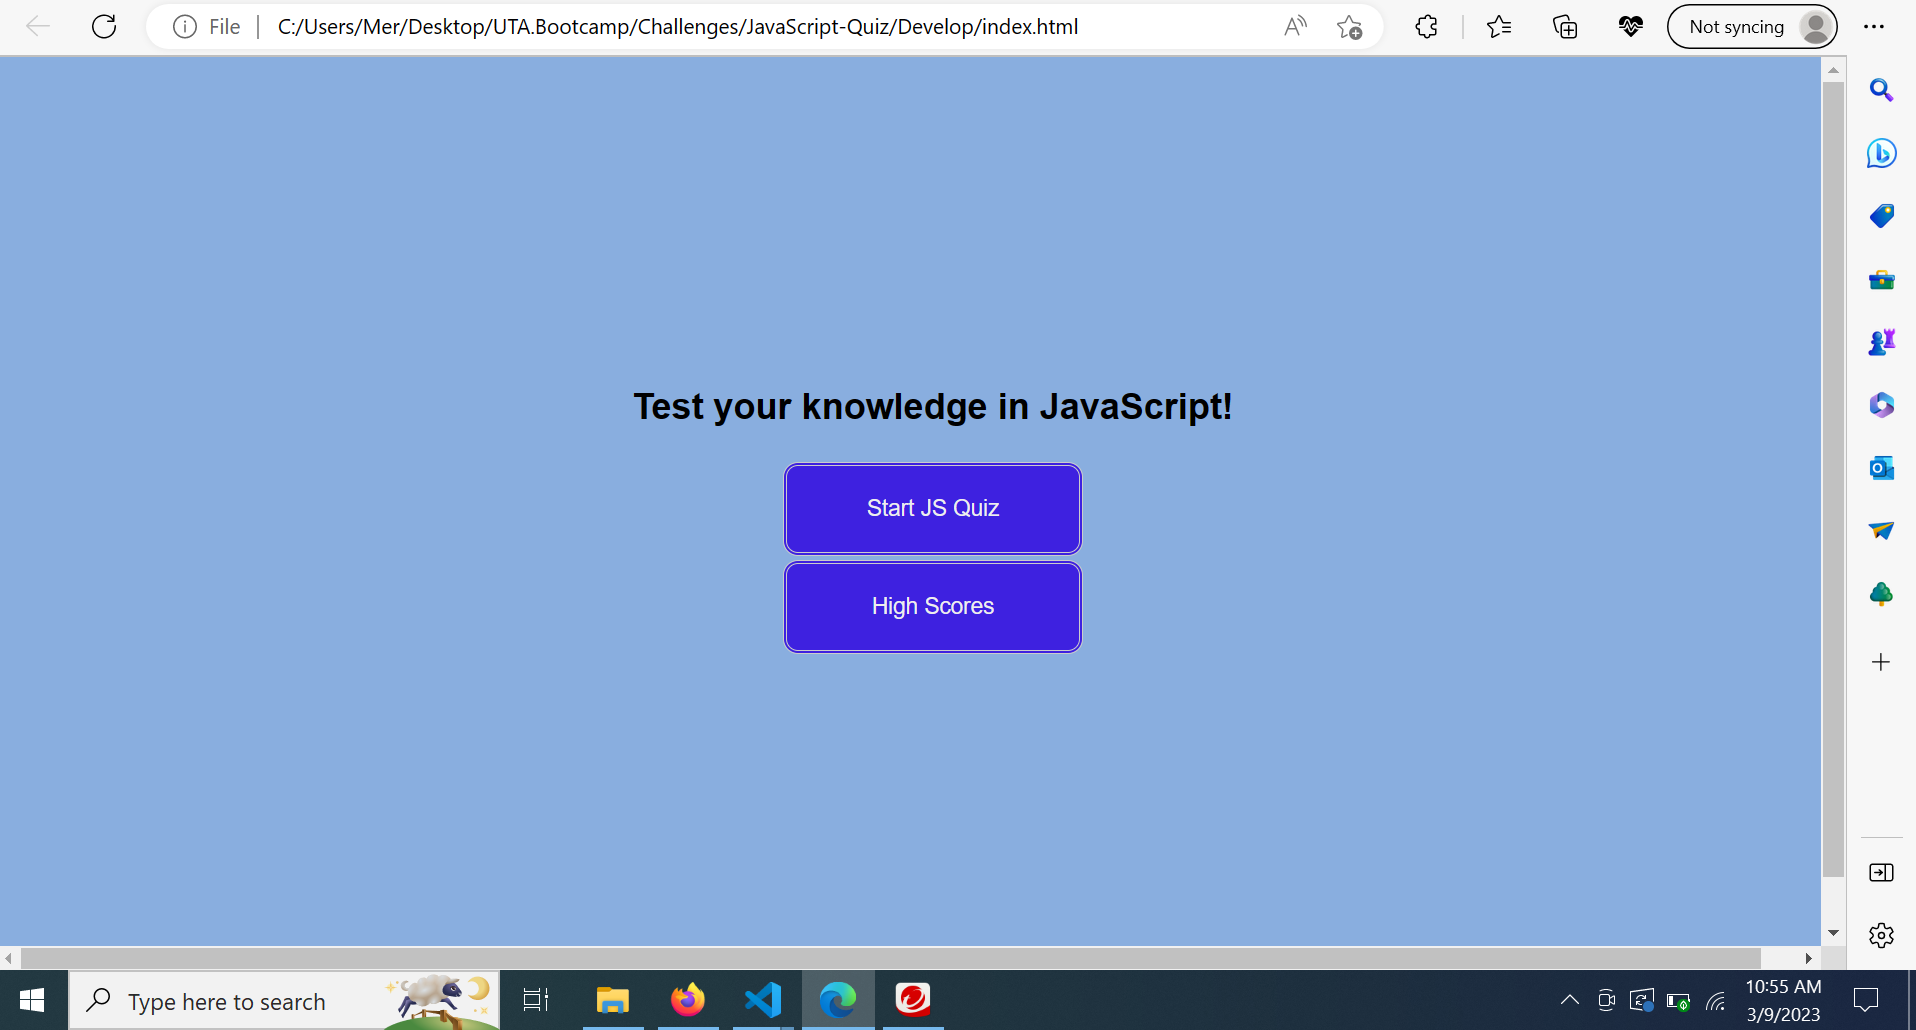 File
C:/Users/Mer/Desktop/UTA.Bootcamp/Challenges/JavaScript-Quiz/Develop/index.html
Not syncing
Test your knowledge in JavaScript!
Start JS Quiz
High Scores
Type here to search
10:55 AM
3/9/2023